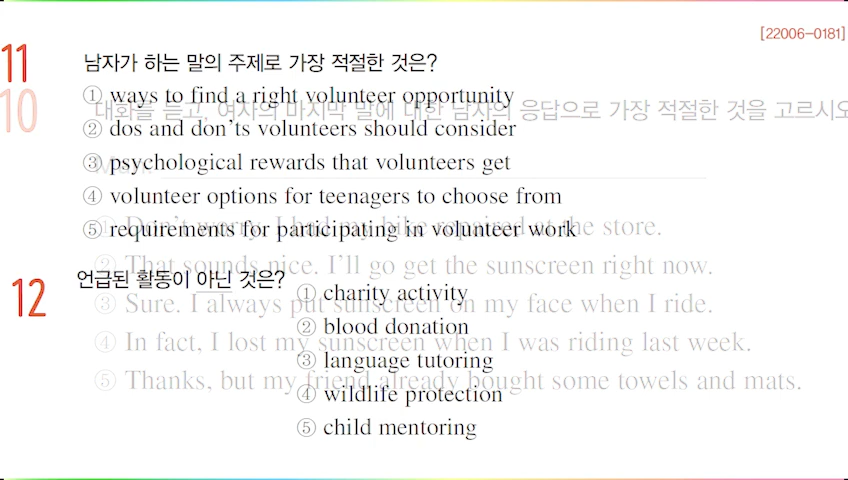 [22006-0181]
11 남자가 하는 말의 주제로 가장 적절한 것은?
① ways to find a right volunteer opportunity
② dos and don'ts volunteers should consider
③ psychological rewards that volunteers get
④ volunteer options for teenagers to choose from
⑤ requirements for participating in volunteer work
12 언급된 활동이 아닌 것은?
① charity activity
② blood donation
③ language tutoring
④ wildlife protection
⑤ child mentoring
10 대화를 듣고, 여자의 마지막 말에 대한 남자의 응답으로 가장 적절한 것을 고르시오
① Don't worry. I had my bike repaired at the store.
② That sounds nice. I'll go get the sunscreen right now.
③ Sure. I always put sunscreen on my face when I ride.
④ In fact, I lost my sunscreen when I was riding last week.
⑤ Thanks, but my friend already bought some towels and mats.